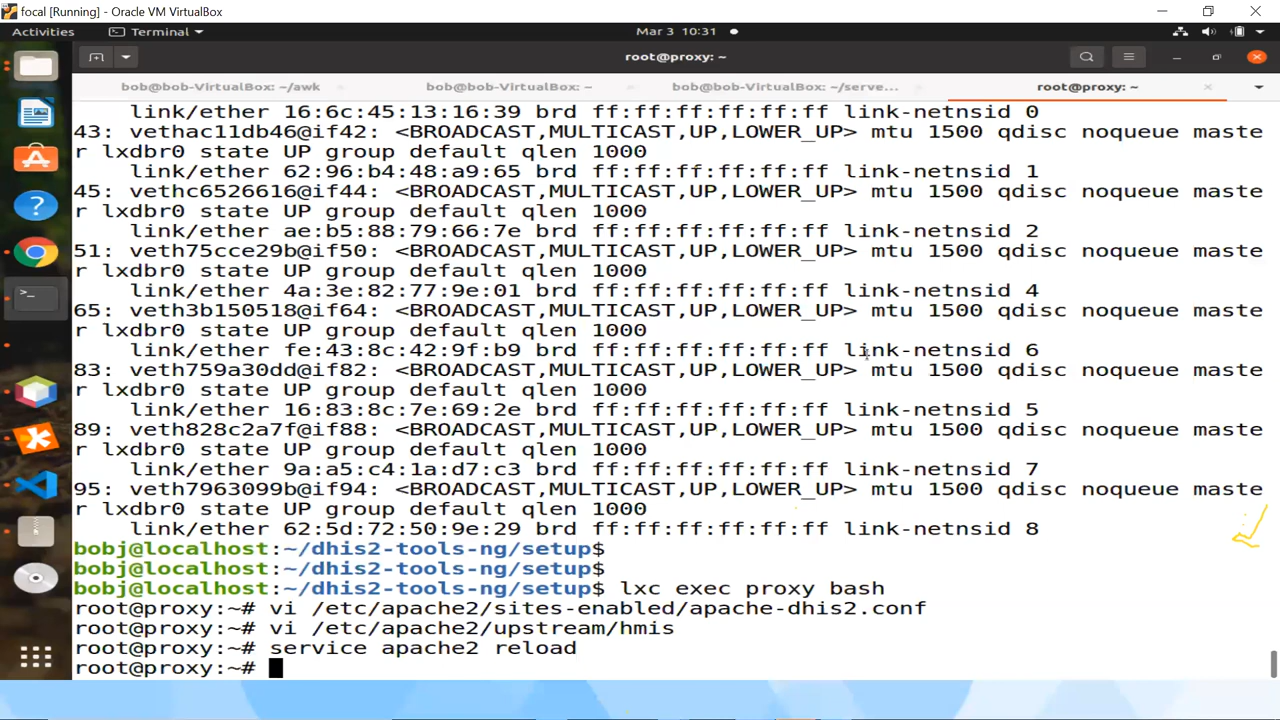 focal [Running] - Oracle VM VirtualBox
Activities Terminal Mar 3 10:31
root@proxy: ~
bob@bob-VirtualBox: ~/awk bob@bob-VirtualBox: ~ bob@bob-VirtualBox: ~/serve... root@proxy: ~
link/ether 16:6c:45:13:18:39 brd ff:ff:ff:ff:ff:ff link-netnsid 0
43: vethac11db46@if42: <BROADCAST,MULTICAST,UP,LOWER_UP> mtu 1500 qdisc noqueue maste
r lxdbr0 state UP group default qlen 1000
link/ether 62:96:b4:48:a9:65 brd ff:ff:ff:ff:ff:ff link-netnsid 1
45: vethc6526616@if44: <BROADCAST,MULTICAST,UP,LOWER_UP> mtu 1500 qdisc noqueue maste
r lxdbr0 state UP group default qlen 1000
link/ether ae:b5:88:79:66:7e brd ff:ff:ff:ff:ff:ff link-netnsid 2
51: veth75cce29b@if50: <BROADCAST,MULTICAST,UP,LOWER_UP> mtu 1500 qdisc noqueue maste
r lxdbr0 state UP group default qlen 1000
link/ether 4a:3e:82:77:9e:01 brd ff:ff:ff:ff:ff:ff link-netnsid 4
65: veth3b150518@if64: <BROADCAST,MULTICAST,UP,LOWER_UP> mtu 1500 qdisc noqueue maste
r lxdbr0 state UP group default qlen 1000
link/ether fe:43:8c:42:9f:b9 brd ff:ff:ff:ff:ff:ff link-netnsid 6
83: veth759a30dd@if82: <BROADCAST,MULTICAST,UP,LOWER_UP> mtu 1500 qdisc noqueue maste
r lxdbr0 state UP group default qlen 1000
link/ether 16:83:8c:7e:69:2e brd ff:ff:ff:ff:ff:ff link-netnsid 5
89: veth828c2a7f@if88: <BROADCAST,MULTICAST,UP,LOWER_UP> mtu 1500 qdisc noqueue maste
r lxdbr0 state UP group default qlen 1000
link/ether 9a:a5:c4:1a:d7:c3 brd ff:ff:ff:ff:ff:ff link-netnsid 7
95: veth7963099b@if94: <BROADCAST,MULTICAST,UP,LOWER_UP> mtu 1500 qdisc noqueue maste
r lxdbr0 state UP group default qlen 1000
link/ether 62:5d:72:50:9e:29 brd ff:ff:ff:ff:ff:ff link-netnsid 8
bobj@localhost:~/dhis2-tools-ng/setup$
bobj@localhost:~/dhis2-tools-ng/setup$
bobj@localhost:~/dhis2-tools-ng/setup$ lxc exec proxy bash
root@proxy:~# vi /etc/apache2/sites-enabled/apache-dhis2.conf
root@proxy:~# vi /etc/apache2/upstream/hmis
root@proxy:~# service apache2 reload
root@proxy:~#